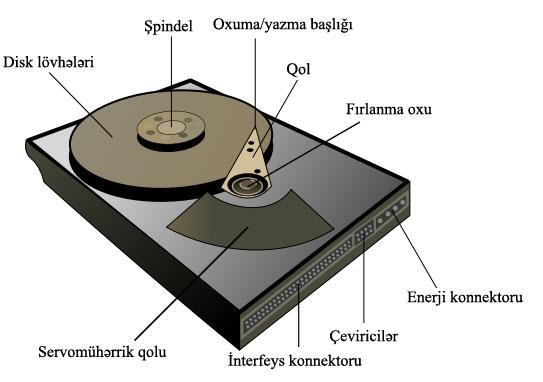 Şpindel
Oxuma/yazma başlığı
Disk lövhələri
Qol
Fırlanma oxu
Enerji konnektoru
Çeviricilər
Servomühərrik qolu
İnterfeys konnektoru